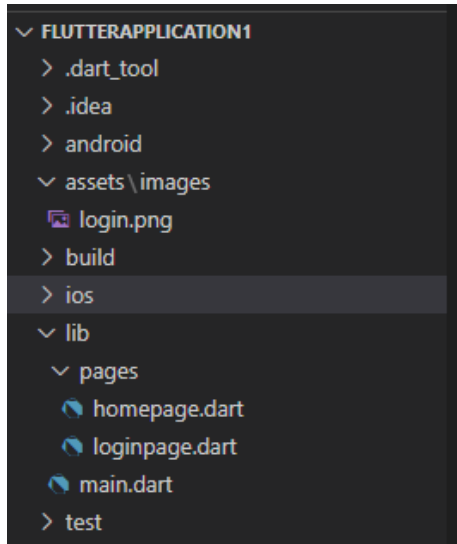 FLUTTERAPPLICATION1
.dart_tool
.idea
android
assets\images
login.png
build
ios
lib
pages
homepage.dart
loginpage.dart
main.dart
test